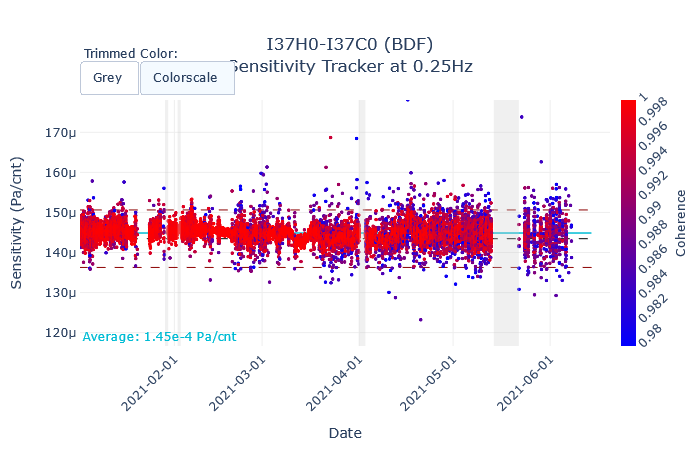 I37H0-I37C0 (BDF)
Sensitivity Tracker at 0.25Hz
Trimmed Color:
Grey
Colorscale
170μ
160μ
150μ
140μ
130μ
120μ
Sensitivity (Pa/cnt)
Average: 1.45e-4 Pa/cnt
2021-02-01
2021-03-01
2021-04-01
2021-05-01
2021-06-01
Date
1
0.998
0.996
0.994
0.992
0.99
0.988
0.986
0.984
0.982
0.98
Coherence